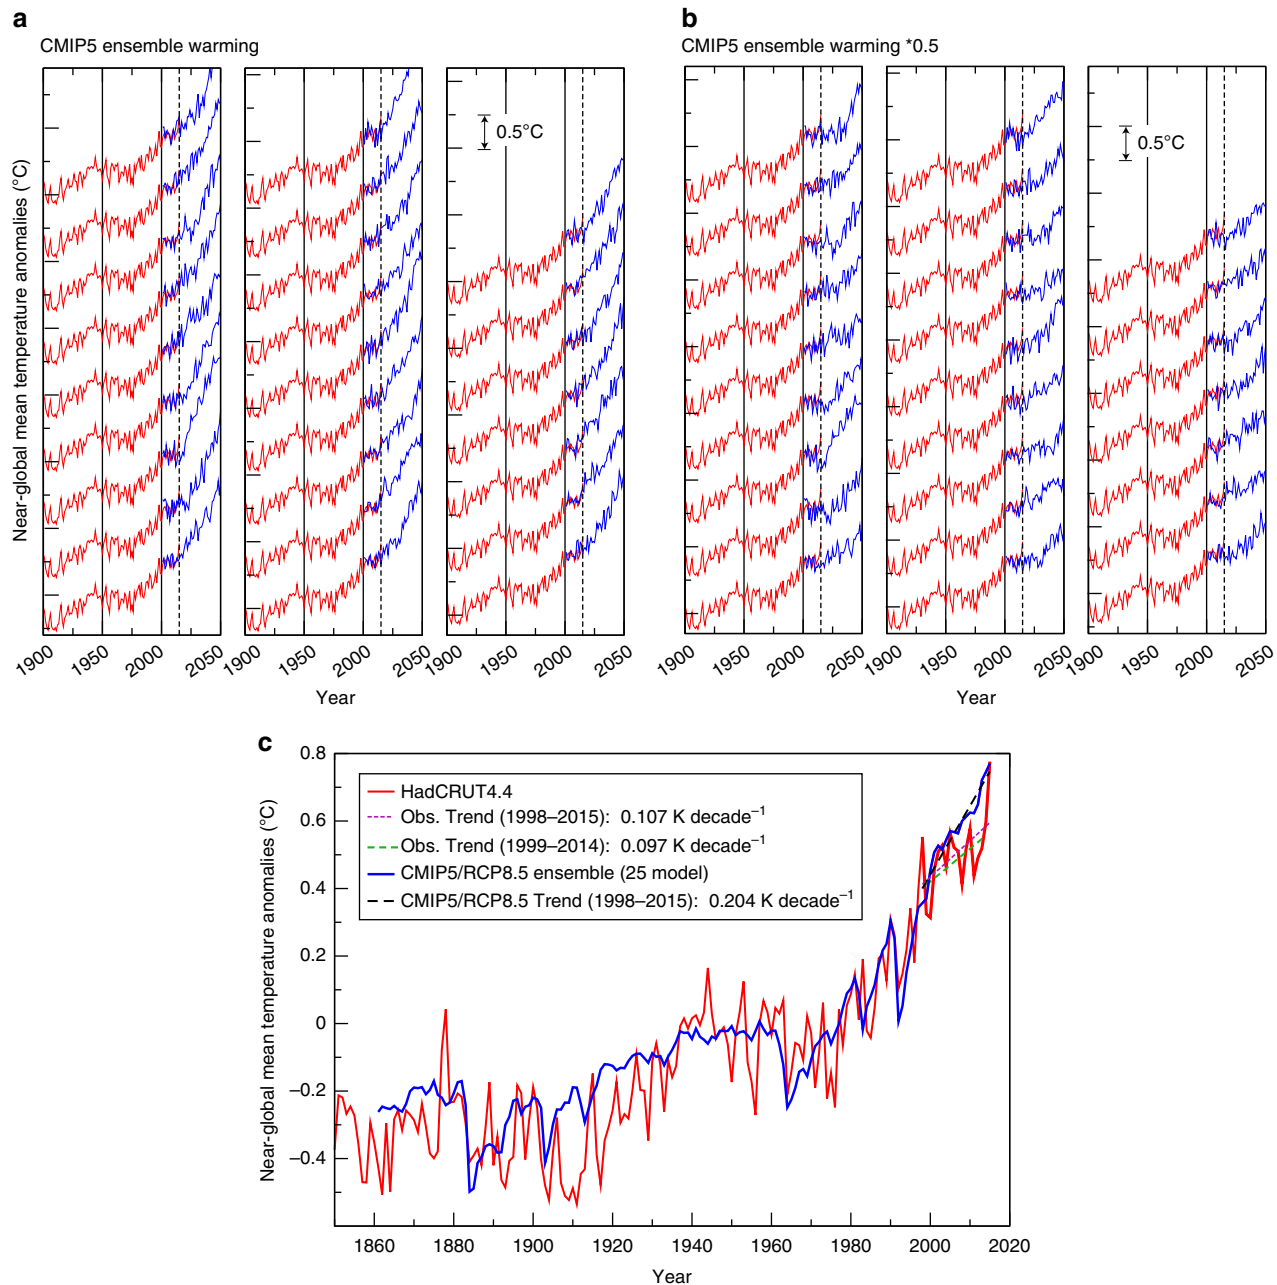 a
CMIP5 ensemble warming
Near-global mean temperature anomalies (°C)
0.5°C
1900 1950 2000 2050
1900 1950 2000 2050
1900 1950 2000 2050
Year
b
CMIP5 ensemble warming *0.5
0.5°C
1900 1950 2000 2050
1900 1950 2000 2050
1900 1950 2000 2050
Year
c
Near-global mean temperature anomalies (°C)
0.8
0.6
0.4
0.2
0
−0.2
−0.4
HadCRUT4.4
Obs. Trend (1998–2015): 0.107 K decade⁻¹
Obs. Trend (1999–2014): 0.097 K decade⁻¹
CMIP5/RCP8.5 ensemble (25 model)
CMIP5/RCP8.5 Trend (1998–2015): 0.204 K decade⁻¹
1860 1880 1900 1920 1940 1960 1980 2000 2020
Year